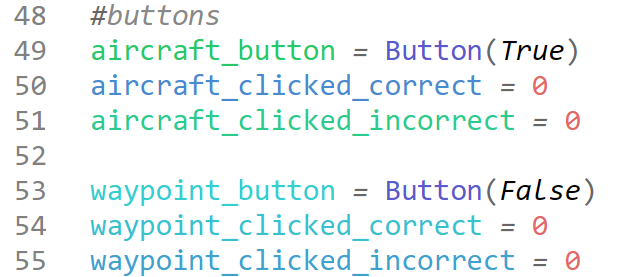 48 #buttons
49 aircraft_button = Button(True)
50 aircraft_clicked_correct = 0
51 aircraft_clicked_incorrect = 0
52
53 waypoint_button = Button(False)
54 waypoint_clicked_correct = 0
55 waypoint_clicked_incorrect = 0